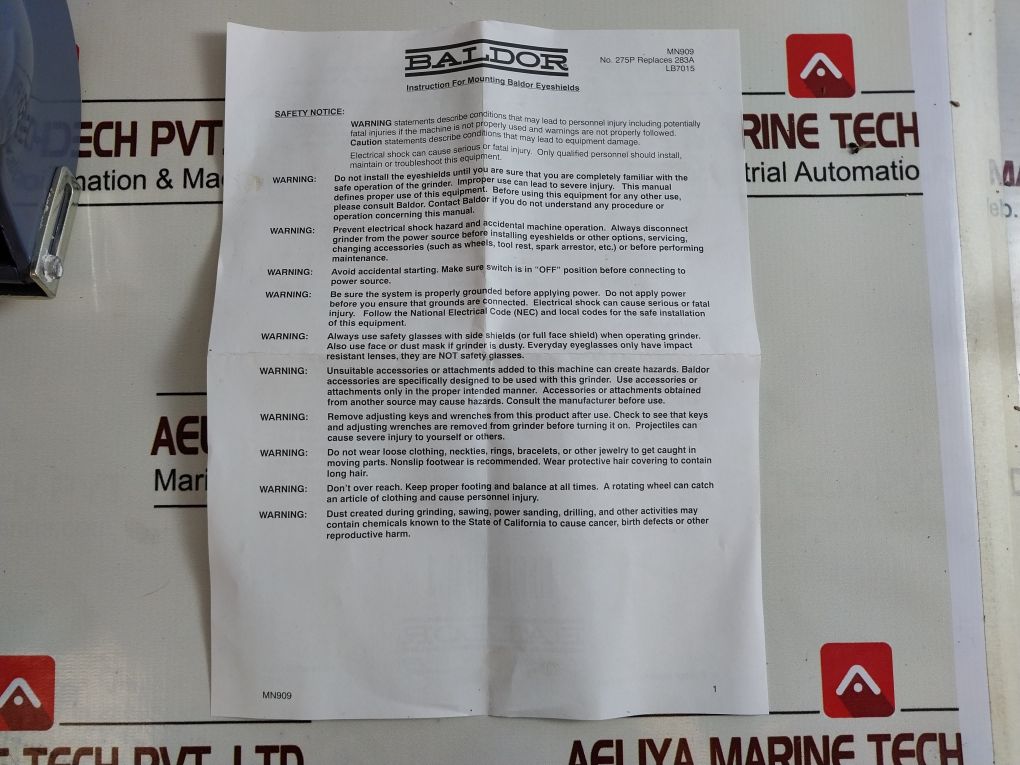 BALDOR
MN909
No. 275P Replaces 283A
LB7015
Instruction For Mounting Baldor Eyeshields
SAFETY NOTICE:
WARNING statements describe conditions that may lead to personnel injury including potentially
fatal injuries if the machine is not properly used and warnings are not properly followed.
Caution statements describe conditions that may lead to equipment damage.
Electrical shock can cause serious or fatal injury. Only qualified personnel should install,
maintain or troubleshoot this equipment.
WARNING: Do not install the eyeshields until you are sure that you are completely familiar with the
safe operation of the grinder. Improper use can lead to severe injury. This manual
defines proper use of this equipment. Before using this equipment for any other use,
please consult Baldor. Contact Baldor if you do not understand any procedure or
operation concerning this manual.
WARNING: Prevent electrical shock hazard and accidental machine operation. Always disconnect
grinder from the power source before installing eyeshields or other options, servicing,
changing accessories (such as wheels, tool rest, spark arrestor, etc.) or before performing
maintenance.
WARNING: Avoid accidental starting. Make sure switch is in "OFF" position before connecting to
power source.
WARNING: Be sure the system is properly grounded before applying power. Do not apply power
before you ensure that grounds are connected. Electrical shock can cause serious or fatal
injury. Follow the National Electrical Code (NEC) and local codes for the safe installation
of this equipment.
WARNING: Always use safety glasses with side shields (or full face shield) when operating grinder.
Also use face or dust mask if grinder is dusty. Everyday eyeglasses only have impact
resistant lenses, they are NOT safety glasses.
WARNING: Unsuitable accessories or attachments added to this machine can create hazards. Baldor
accessories are specifically designed to be used with this grinder. Use accessories or
attachments only in the proper intended manner. Accessories or attachments obtained
from another source may cause hazards. Consult the manufacturer before use.
WARNING: Remove adjusting keys and wrenches from this product after use. Check to see that keys
and adjusting wrenches are removed from grinder before turning it on. Projectiles can
cause severe injury to yourself or others.
WARNING: Do not wear loose clothing, neckties, rings, bracelets, or other jewelry to get caught in
moving parts. Nonslip footwear is recommended. Wear protective hair covering to contain
long hair.
WARNING: Don't over reach. Keep proper footing and balance at all times. A rotating wheel can catch
an article of clothing and cause personnel injury.
WARNING: Dust created during grinding, sawing, power sanding, drilling, and other activities may
contain chemicals known to the State of California to cause cancer, birth defects or other
reproductive harm.
MN909
1
TECH PVT.
mation & Ma
RINE TECH
trial Automatio
AEL
Mari
TECH PVT. LTD
AELIYA MARINE TECH